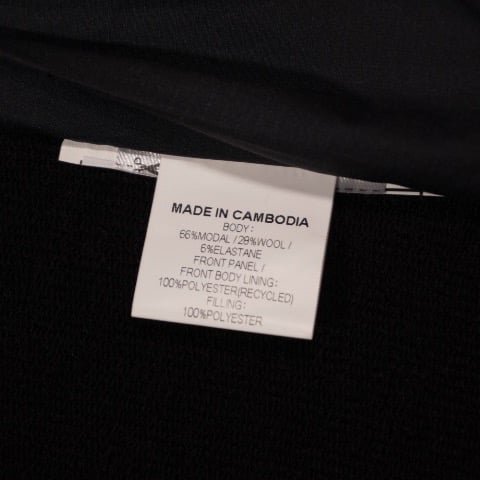 MADE IN CAMBODIA
BODY:
66%MODAL/28%WOOL/
6%ELASTANE
FRONT PANEL/
FRONT BODY LINING:
100%POLYESTER(RECYCLED)
FILLING:
100%POLYESTER